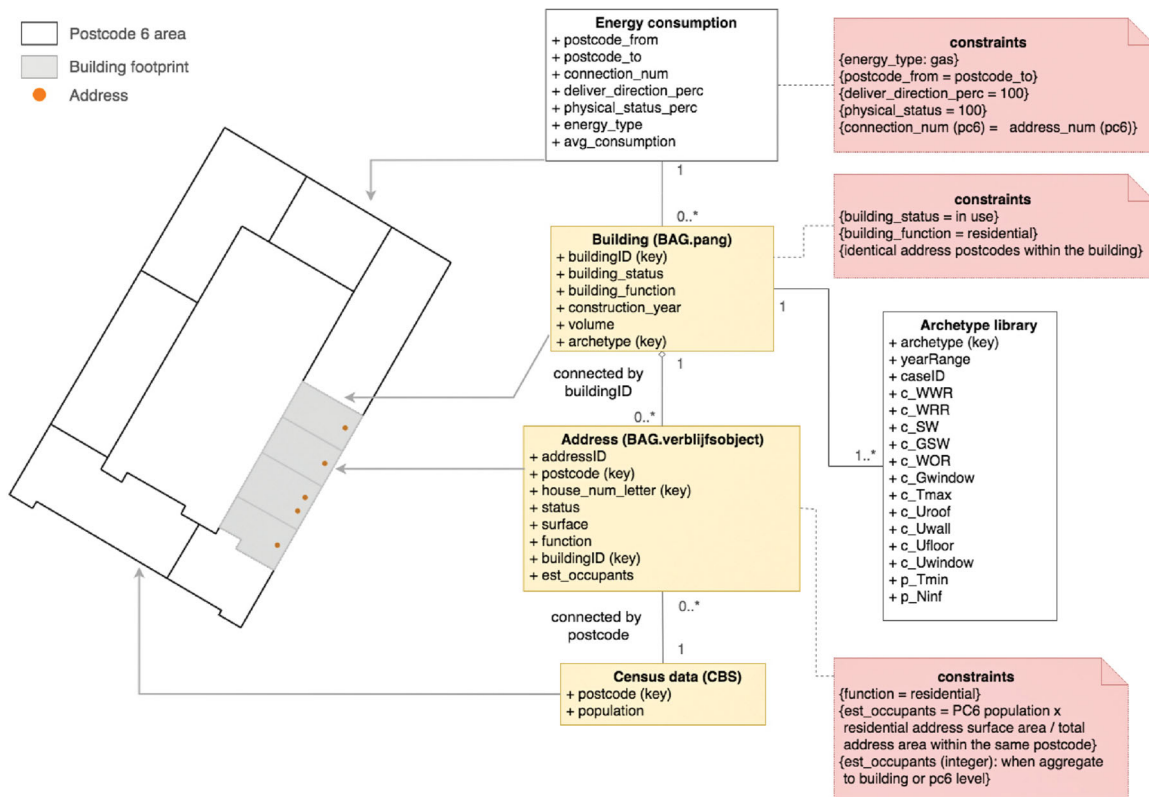 Postcode 6 area
Building footprint
Address
Energy consumption
+ postcode_from
+ postcode_to
+ connection_num
+ deliver_direction_perc
+ physical_status_perc
+ energy_type
+ avg_consumption
constraints
{energy_type: gas}
{postcode_from = postcode_to}
{deliver_direction_perc = 100}
{physical_status = 100}
{connection_num (pc6) = address_num (pc6)}
1
0..*
Building (BAG.pang)
+ buildingID (key)
+ building_status
+ building_function
+ construction_year
+ volume
+ archetype (key)
constraints
{building_status = in use}
{building_function = residential}
{identical address postcodes within the building}
1
1..*
Archetype library
+ archetype (key)
+ yearRange
+ caseID
+ c_WWR
+ c_WRR
+ c_SW
+ c_GSW
+ c_WOR
+ c_Gwindow
+ c_Tmax
+ c_Uroof
+ c_Uwall
+ c_Ufloor
+ c_Uwindow
+ p_Tmin
+ p_Ninf
connected by
buildingID
1
0..*
Address (BAG.verblijfsobject)
+ addressID
+ postcode (key)
+ house_num_letter (key)
+ status
+ surface
+ function
+ buildingID (key)
+ est_occupants
connected by
postcode
0..*
1
Census data (CBS)
+ postcode (key)
+ population
constraints
{function = residential}
{est_occupants = PC6 population x
residential address surface area / total
address area within the same postcode}
{est_occupants (integer): when aggregate
to building or pc6 level}